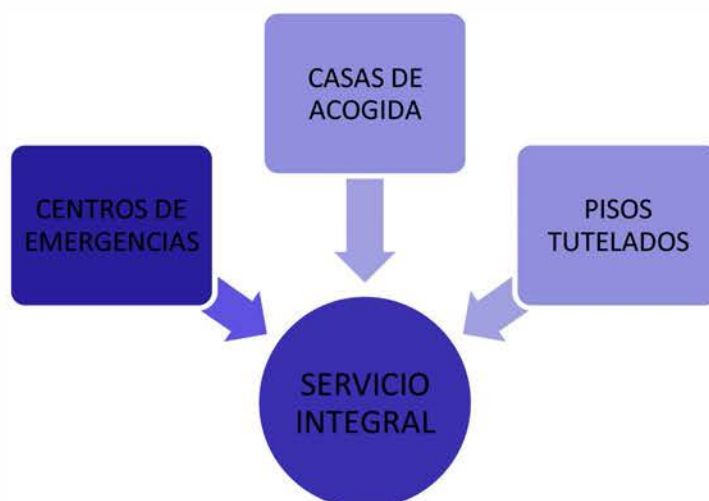 CASAS DE
ACOGIDA
CENTROS DE
EMERGENCIAS
PISOS
TUTELADOS
SERVICIO
INTEGRAL